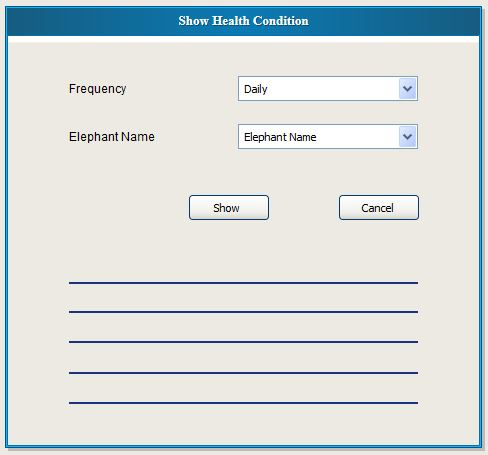 Show Health Condition
Frequency Daily
Elephant Name Elephant Name
Show Cancel